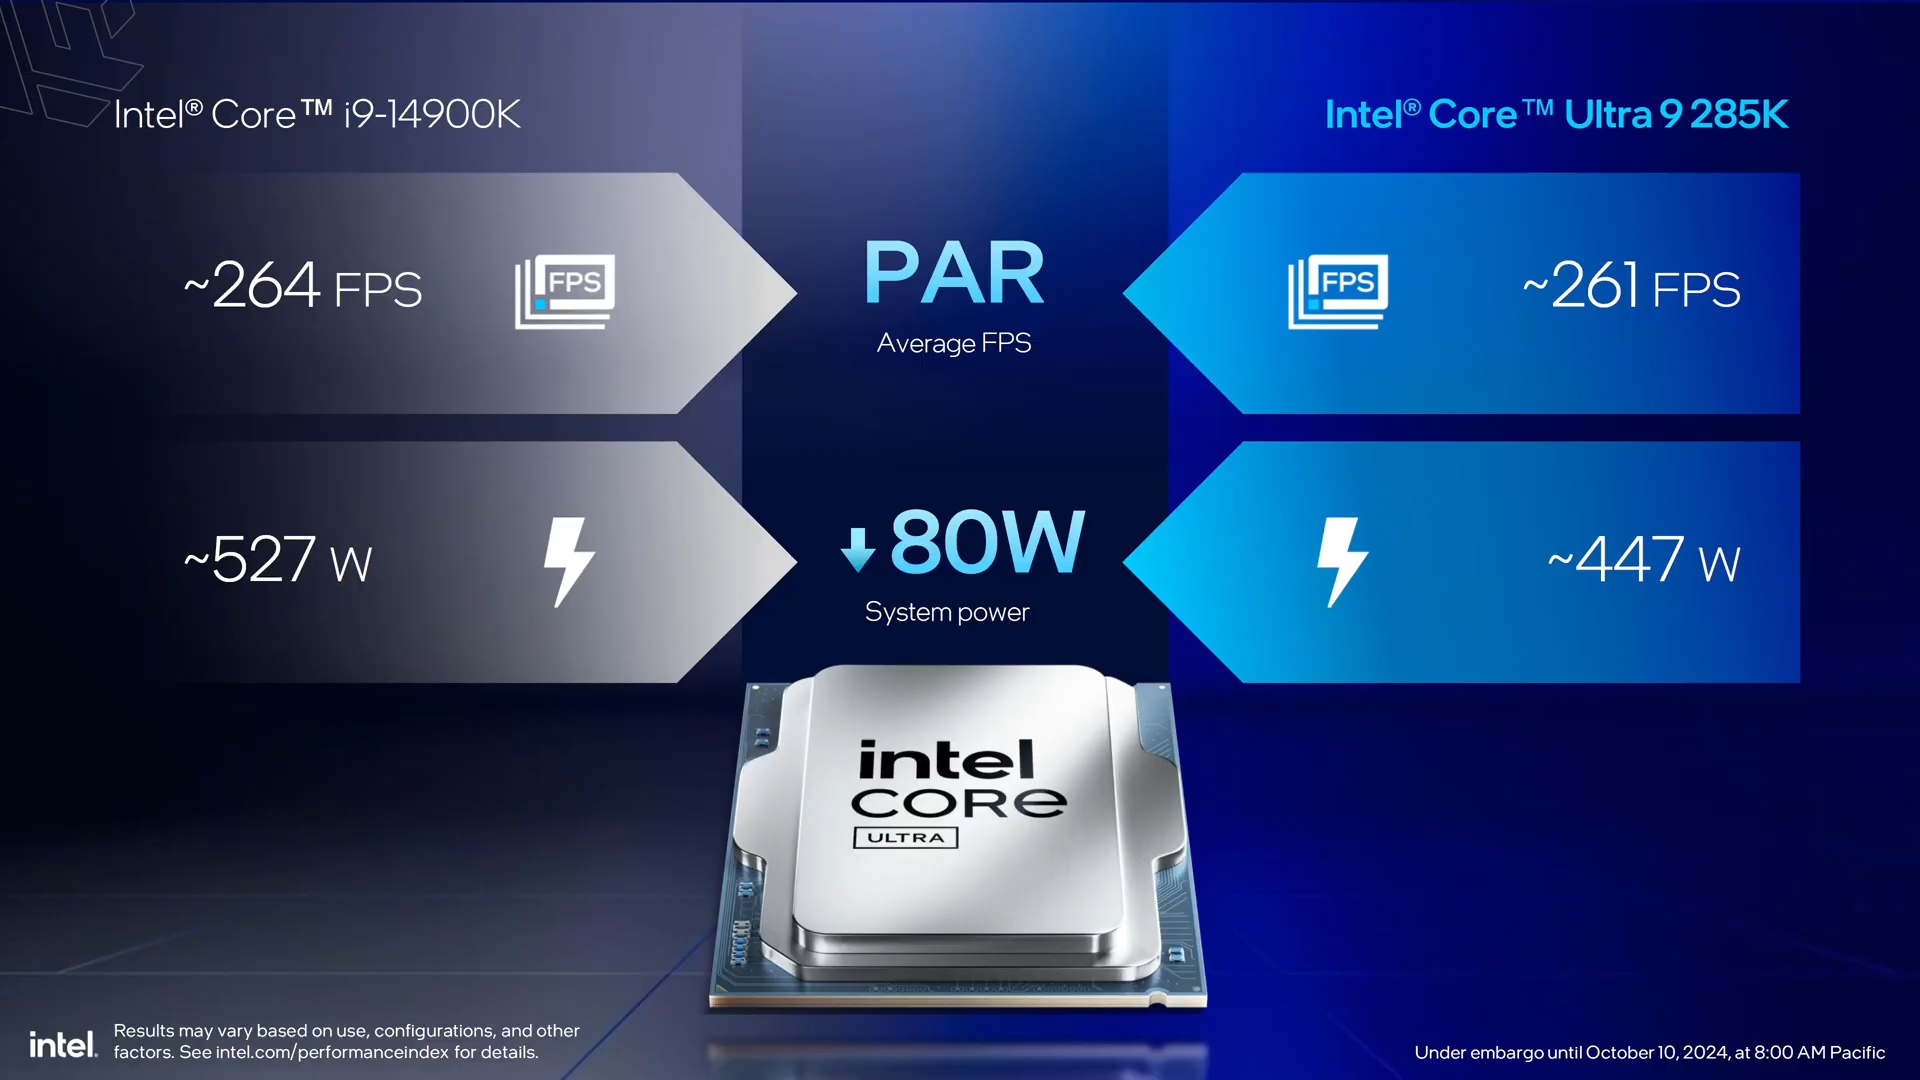 Intel® Core™ i9-14900K
Intel® Core™ Ultra 9 285K
~264 FPS
FPS
PAR
Average FPS
FPS
~261 FPS
~527 W
↓80W
System power
~447 W
intel
CORE
ULTRA
intel.
Results may vary based on use, configurations, and other
factors. See intel.com/performanceindex for details.
Under embargo until October 10, 2024, at 8:00 AM Pacific